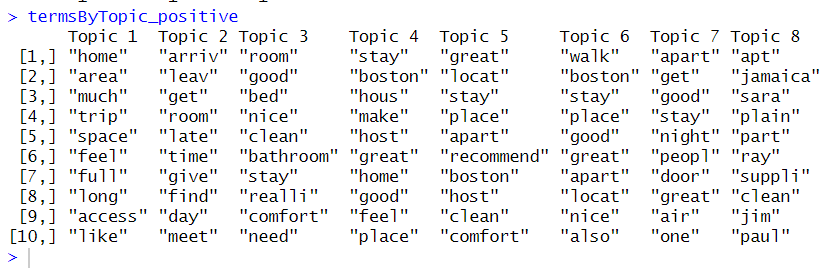 > termsByTopic_positive
      Topic 1  Topic 2 Topic 3    Topic 4  Topic 5     Topic 6  Topic 7 Topic 8
 [1,] "home"   "arriv" "room"     "stay"   "great"     "walk"   "apart" "apt"
 [2,] "area"   "leav"  "good"     "boston" "locat"     "boston" "get"   "jamaica"
 [3,] "much"   "get"   "bed"      "hous"   "stay"      "stay"   "good"  "sara"
 [4,] "trip"   "room"  "nice"     "make"   "place"     "place"  "stay"  "plain"
 [5,] "space"  "late"  "clean"    "host"   "apart"     "good"   "night" "part"
 [6,] "feel"   "time"  "bathroom" "great"  "recommend" "great"  "peopl" "ray"
 [7,] "full"   "give"  "stay"     "home"   "boston"    "apart"  "door"  "suppli"
 [8,] "long"   "find"  "realli"   "good"   "host"      "locat"  "great" "clean"
 [9,] "access" "day"   "comfort"  "feel"   "clean"     "nice"   "air"   "jim"
[10,] "like"   "meet"  "need"     "place"  "comfort"   "also"   "one"   "paul"
>